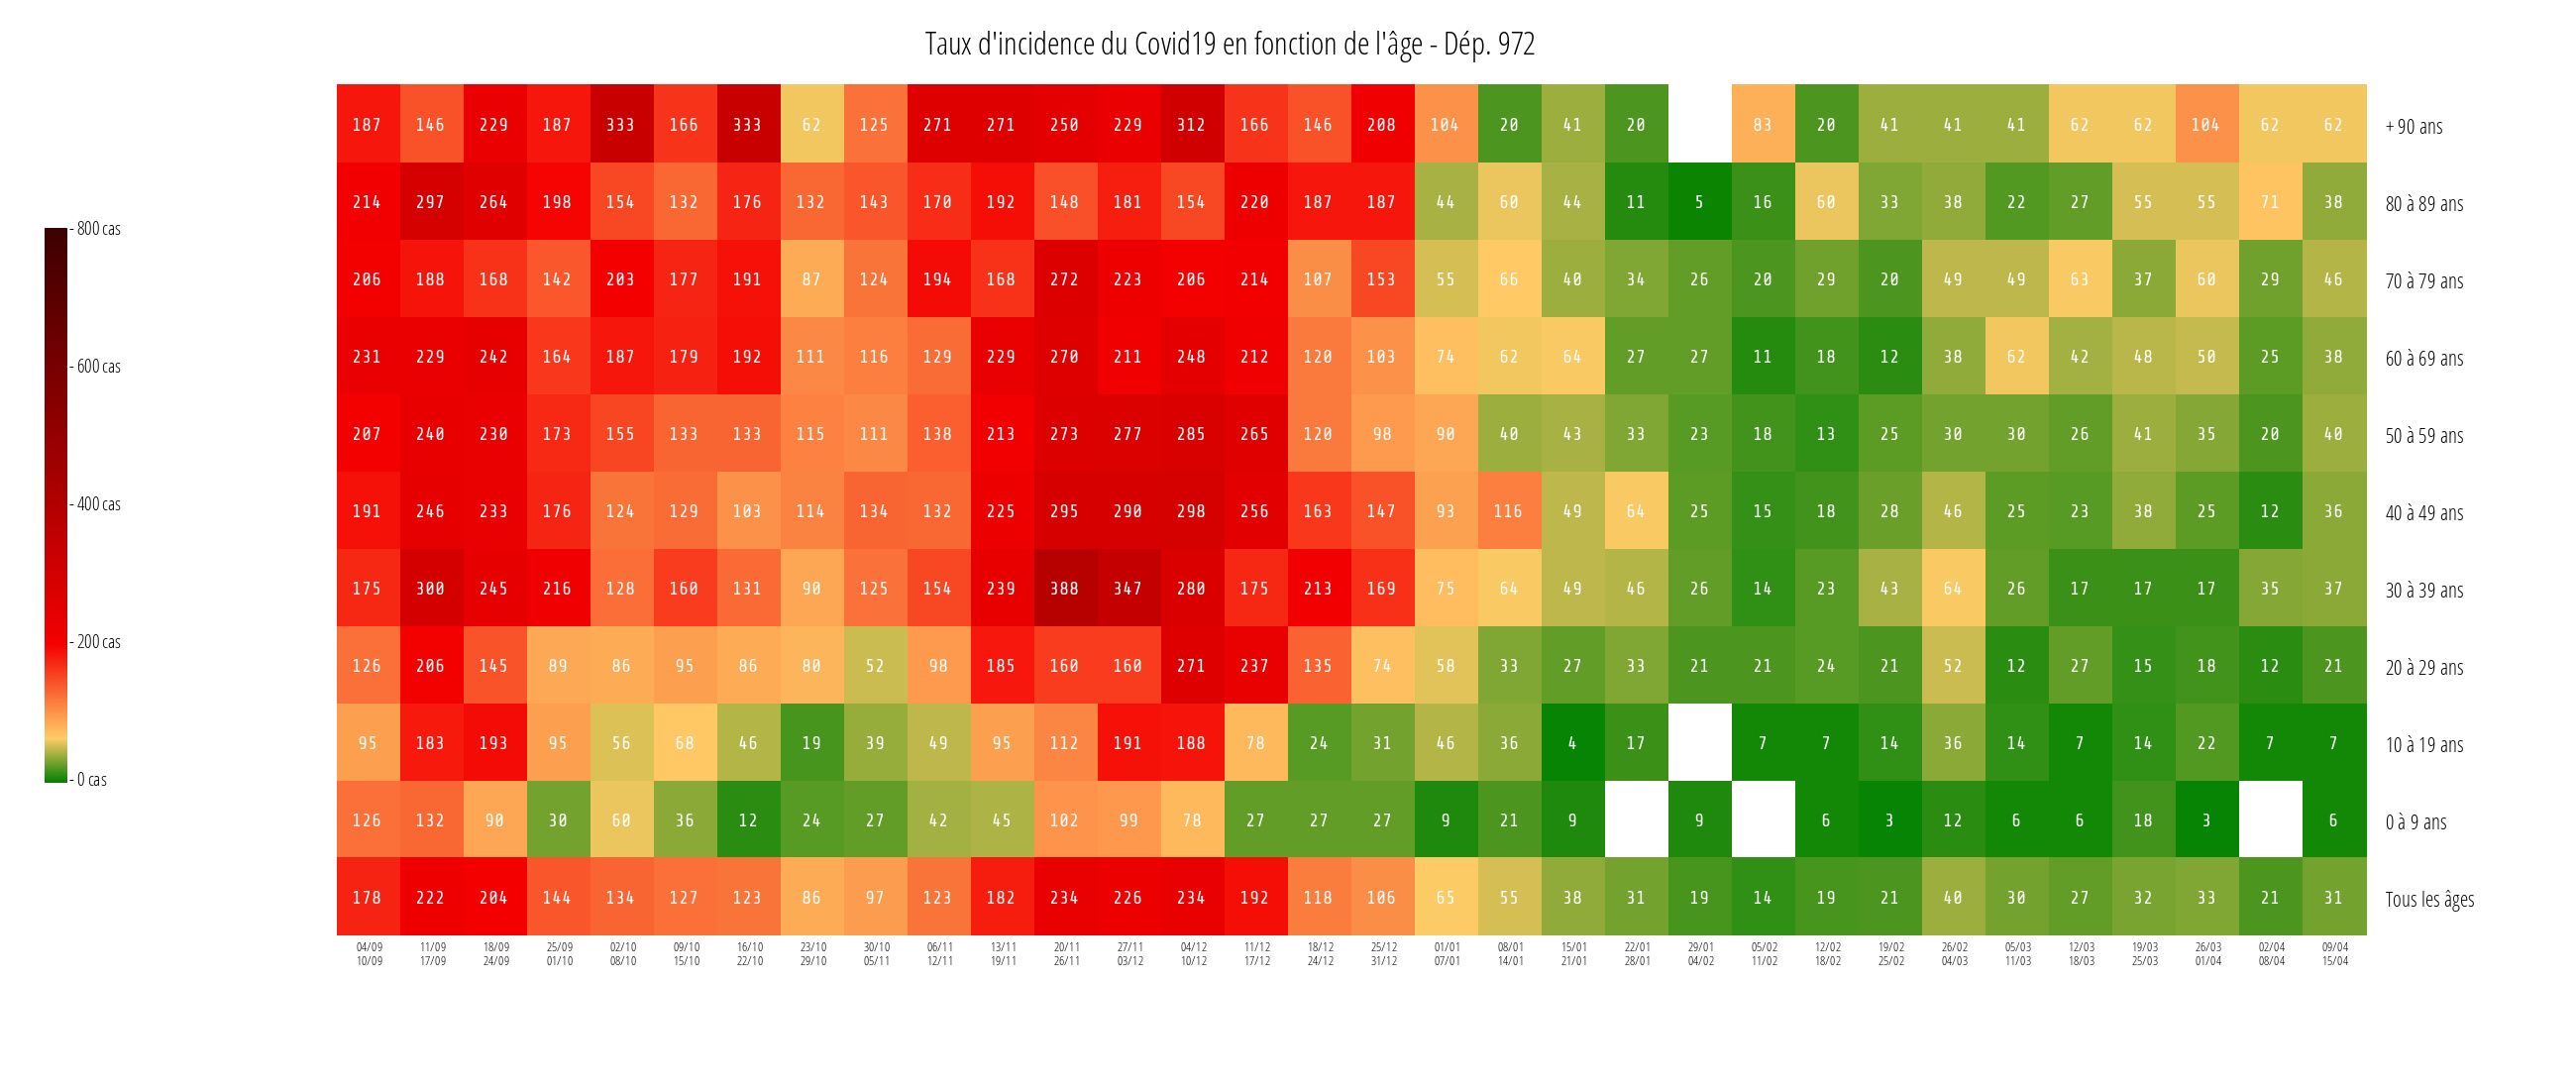 Taux d'incidence du Covid19 en fonction de l'âge - Dép. 972
- 800 cas
- 600 cas
- 400 cas
- 200 cas
- 0 cas
187 146 229 187 333 166 333 62 125 271 271 250 229 312 166 146 208 104 20 41 20 83 20 41 41 41 62 62 104 62 62 + 90 ans
214 297 264 198 154 132 176 132 143 170 192 148 181 154 220 187 187 44 60 44 11 5 16 60 33 38 22 27 55 55 71 38 80 à 89 ans
206 188 168 142 203 177 191 87 124 194 168 272 223 206 214 107 153 55 66 40 34 26 20 29 20 49 49 63 37 60 29 46 70 à 79 ans
231 229 242 164 187 179 192 111 116 129 229 270 211 248 212 120 103 74 62 64 27 27 11 18 12 38 62 42 48 50 25 38 60 à 69 ans
207 240 230 173 155 133 133 115 111 138 213 273 277 285 265 120 98 90 40 43 33 23 18 13 25 30 30 26 41 35 20 40 50 à 59 ans
191 246 233 176 124 129 103 114 134 132 225 295 290 298 256 163 147 93 116 49 64 25 15 18 28 46 25 23 38 25 12 36 40 à 49 ans
175 300 245 216 128 160 131 90 125 154 239 388 347 280 175 213 169 75 64 49 46 26 14 23 43 64 26 17 17 17 35 37 30 à 39 ans
126 206 145 89 86 95 86 80 52 98 185 160 160 271 237 135 74 58 33 27 33 21 21 24 21 52 12 27 15 18 12 21 20 à 29 ans
95 183 193 95 56 68 46 19 39 49 95 112 191 188 78 24 31 46 36 4 17 7 7 14 36 14 7 14 22 7 7 10 à 19 ans
126 132 90 30 60 36 12 24 27 42 45 102 99 78 27 27 27 9 21 9 9 6 3 12 6 6 18 3 6 0 à 9 ans
178 222 204 144 134 127 123 86 97 123 182 234 226 234 192 118 106 65 55 38 31 19 14 19 21 40 30 27 32 33 21 31 Tous les âges
04/09 11/09 18/09 25/09 02/10 09/10 16/10 23/10 30/10 06/11 13/11 20/11 27/11 04/12 11/12 18/12 25/12 01/01 08/01 15/01 22/01 29/01 05/02 12/02 19/02 26/02 05/03 12/03 19/03 26/03 02/04 09/04
10/09 17/09 24/09 01/10 08/10 15/10 22/10 29/10 05/11 12/11 19/11 26/11 03/12 10/12 17/12 24/12 31/12 07/01 14/01 21/01 28/01 04/02 11/02 18/02 25/02 04/03 11/03 18/03 25/03 01/04 08/04 15/04